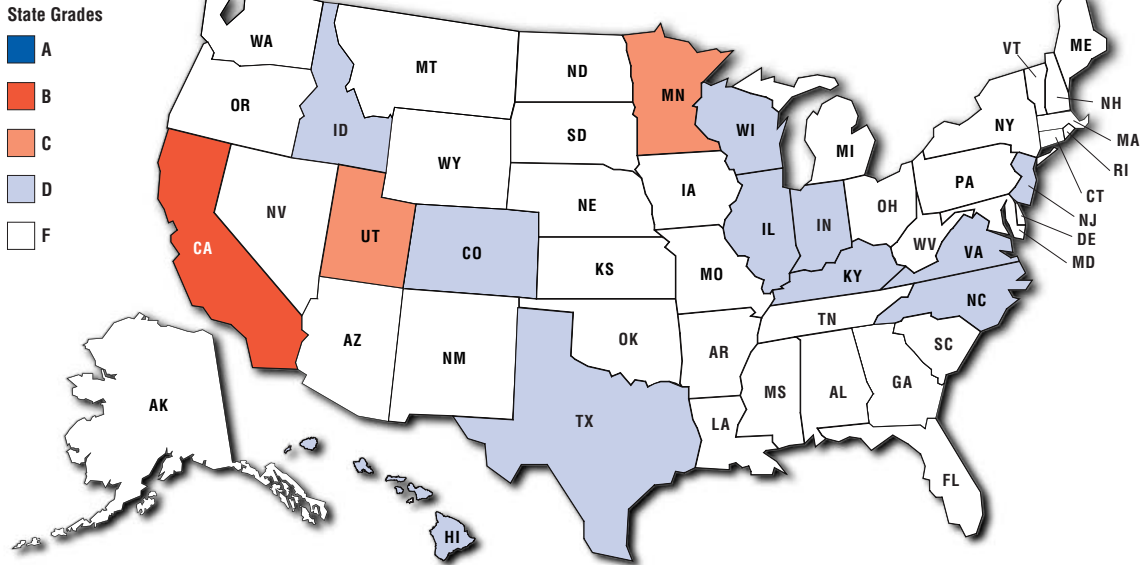 State Grades
A
B
C
D
F
WA
OR
CA
ID
NV
MT
WY
UT
CO
AZ
NM
ND
SD
NE
KS
OK
TX
MN
IA
MO
AR
LA
WI
IL
IN
MI
OH
KY
TN
MS
AL
GA
FL
SC
NC
VA
WV
PA
NY
VT
ME
NH
MA
RI
CT
NJ
DE
MD
AK
HI